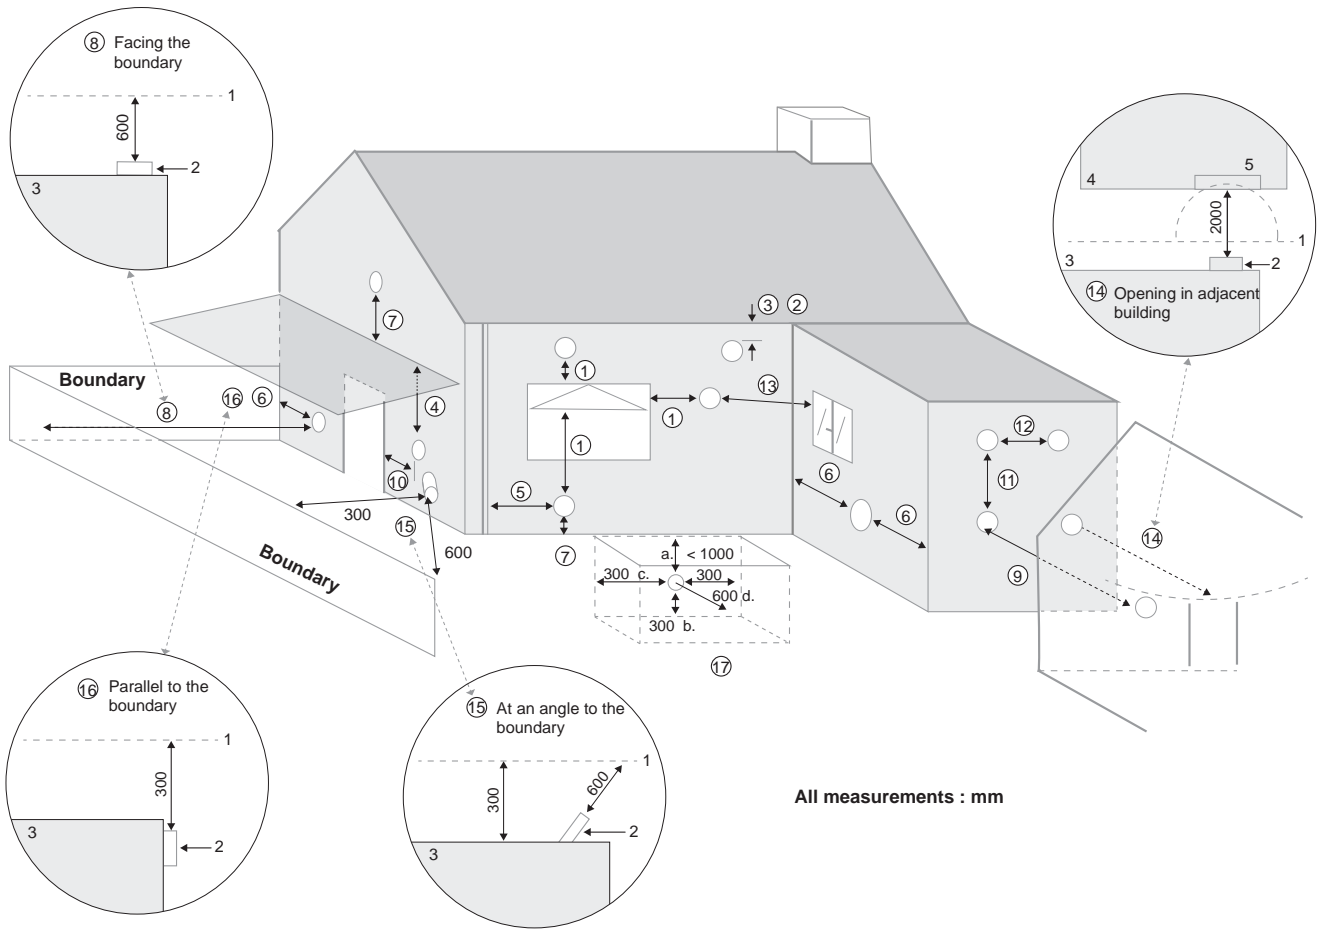 8 Facing the
boundary
1
600
2
3
4
5
2000
1
3
2
14 Opening in adjacent
building
3 2
7
1
13
Boundary
16 6
8
4
1
1
12
6
10
11
5
6
300
15
7
600
a. < 1000
14
Boundary
300 c.
300
600 d.
9
300 b.
17
16 Parallel to the
boundary
1
300
3
2
15 At an angle to the
boundary
1
300
600
2
3
All measurements : mm